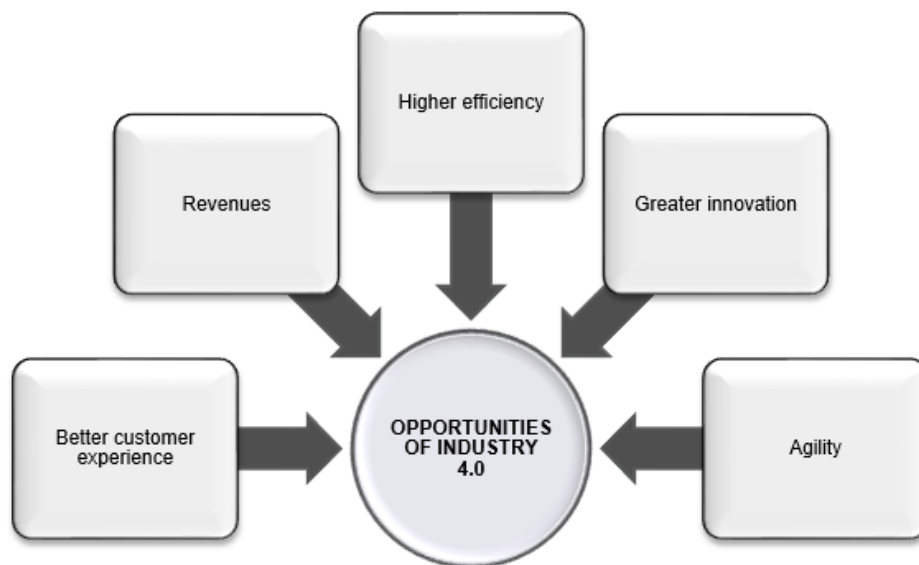 Higher efficiency
Revenues
Greater innovation
Better customer
experience
OPPORTUNITIES
OF INDUSTRY
4.0
Agility